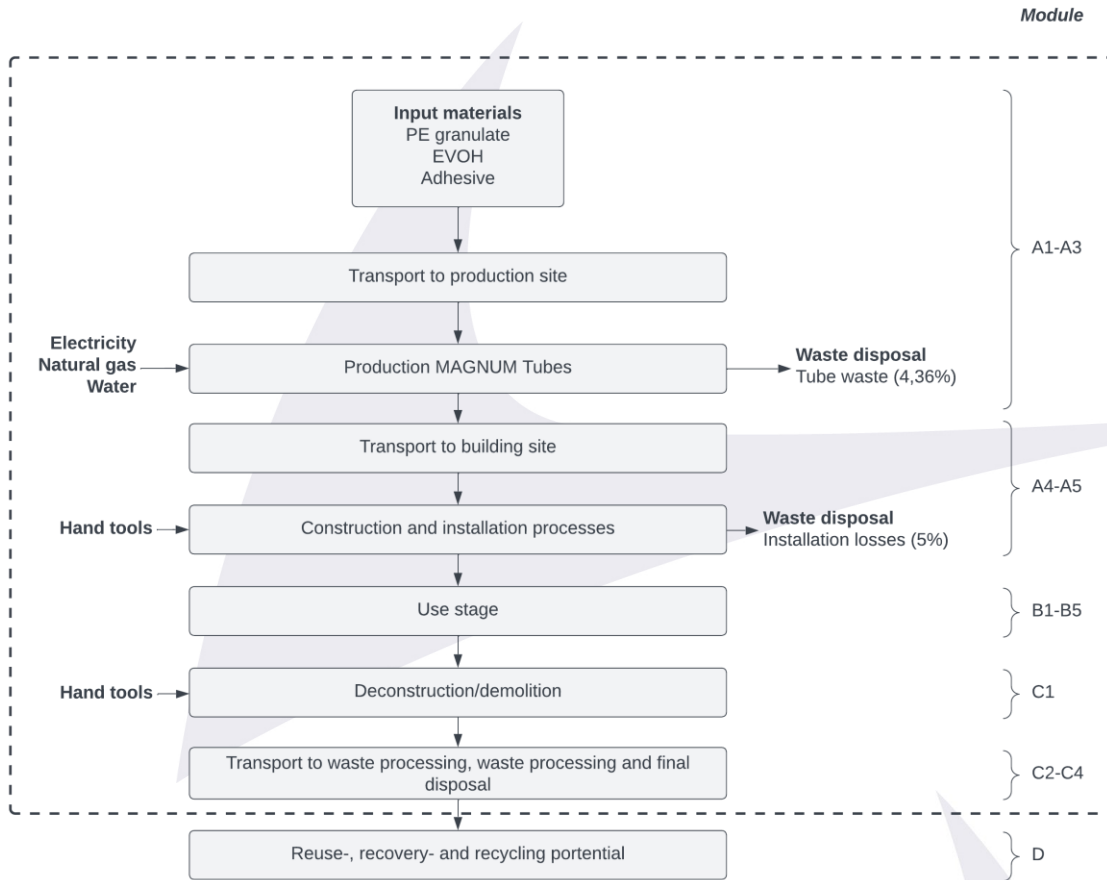 Module
Input materials
PE granulate
EVOH
Adhesive
A1-A3
Transport to production site
Electricity
Natural gas
Water
Production MAGNUM Tubes
Waste disposal
Tube waste (4,36%)
Transport to building site
A4-A5
Hand tools
Construction and installation processes
Waste disposal
Installation losses (5%)
Use stage
B1-B5
Hand tools
Deconstruction/demolition
C1
Transport to waste processing, waste processing and final
disposal
C2-C4
Reuse-, recovery- and recycling portential
D